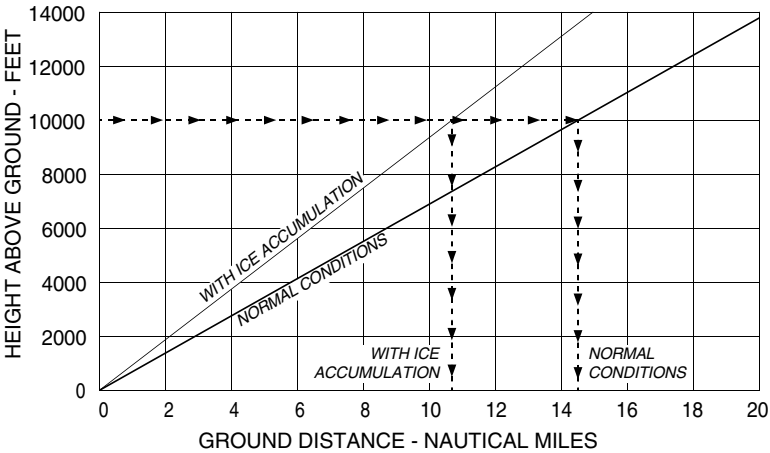 HEIGHT ABOVE GROUND - FEET
14000
12000
10000
8000
6000
4000
2000
0
WITH ICE ACCUMULATION
NORMAL CONDITIONS
WITH ICE
ACCUMULATION
NORMAL
CONDITIONS
0 2 4 6 8 10 12 14 16 18 20
GROUND DISTANCE - NAUTICAL MILES